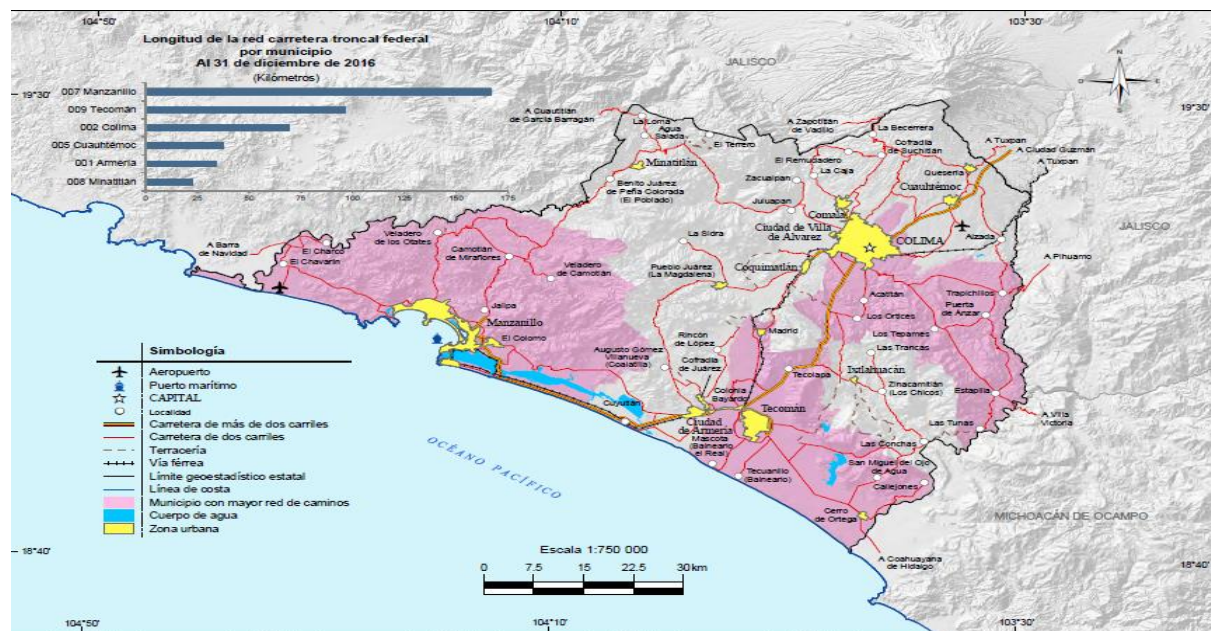 104°50'
104°10'
103°30'
19°30'
19°30'
Longitud de la red carretera troncal federal
por municipio
Al 31 de diciembre de 2016
(Kilómetros)
007 Manzanillo
009 Tecomán
002 Colima
005 Cuauhtémoc
001 Armería
008 Minatitlán
0 25 50 75 100 125 150 175
JALISCO
N
O
E
S
A Cuautitlán
de García Barragán
La Loma
Agua
Salada
El Terrero
Minatitlán
Benito Juárez
de Peña Colorada
(El Poblado)
A Zapotitlán
de Vadillo
La Becerrera
Cofradía
de Suchitlán
El Remudadero
La Caja
Zacualpan
Juluapan
A Tuxpan
A Ciudad Guzmán
A Tuxpan
Quesería
Cuauhtémoc
Comala
Ciudad de Villa
de Alvarez
COLIMA
Alzada
JALISCO
La Sidra
Coquimatlán
Pueblo Juárez
(La Magdalena)
A Pihuamo
Trapichillos
Puerta
de Anzar
Acatitán
Los Ortices
Los Tepames
Las Trancas
Madrid
Ixtlahuacán
Zinacamitlán
(Los Chicos)
Estapilla
Tecolapa
A Villa
Victoria
Las Tunas
Las Conchas
San Miguel del Ojo
de Agua
Callejones
Cerro
de Ortega
A Coahuayana
de Hidalgo
MICHOACÁN DE OCAMPO
A Barra
de Navidad
El Charco
El Chavarín
Veladero
de los Otates
Camotlán
de Miraflores
Veladero
de Camotlán
Jalipa
Manzanillo
El Colomo
Rincón
de López
Augusto Gómez
Villanueva
(Coalatilla)
Cofradía
de Juárez
Colonia
Bayardo
Cuyutlán
Ciudad
de Armería
Tecomán
Mascota
(Balneario
el Real)
Tecuanillo
(Balneario)
OCÉANO PACÍFICO
Simbología
Aeropuerto
Puerto marítimo
CAPITAL
Localidad
Carretera de más de dos carriles
Carretera de dos carriles
Terracería
Vía férrea
Límite geoestadístico estatal
Línea de costa
Municipio con mayor red de caminos
Cuerpo de agua
Zona urbana
Escala 1:750 000
0 7.5 15 22.5 30 km
18°40'
18°40'
104°50'
104°10'
103°30'